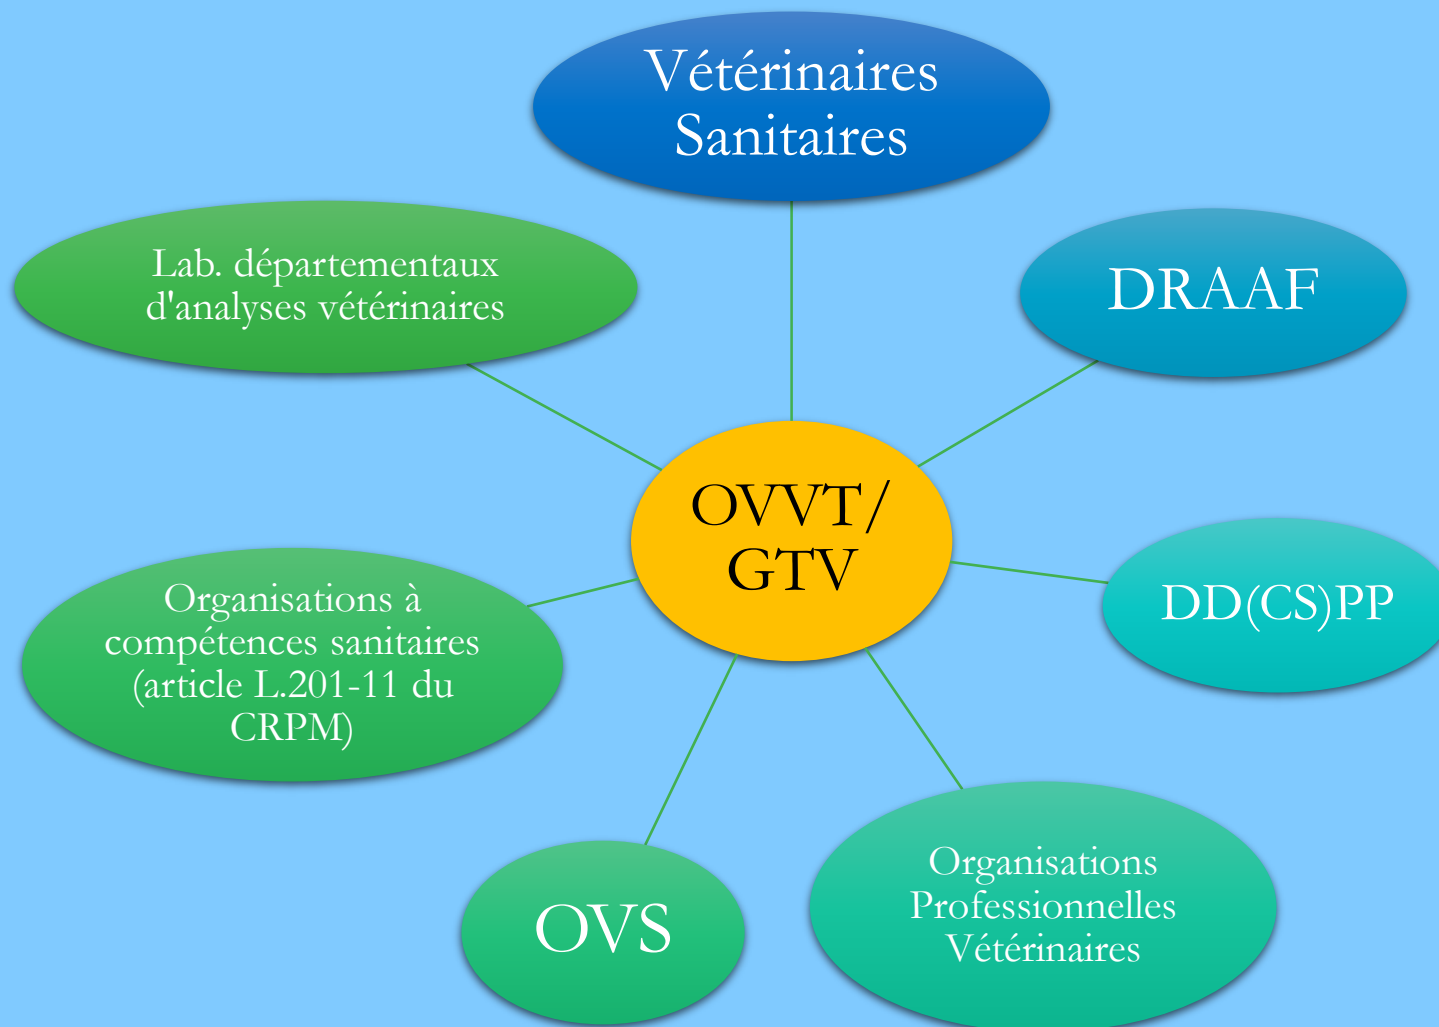 Vétérinaires
Sanitaires
DRAAF
DD(CS)PP
Organisations
Professionnelles
Vétérinaires
OVS
Organisations à
compétences sanitaires
(article L.201-11 du
CRPM)
Lab. départementaux
d'analyses vétérinaires
OVVT/
GTV